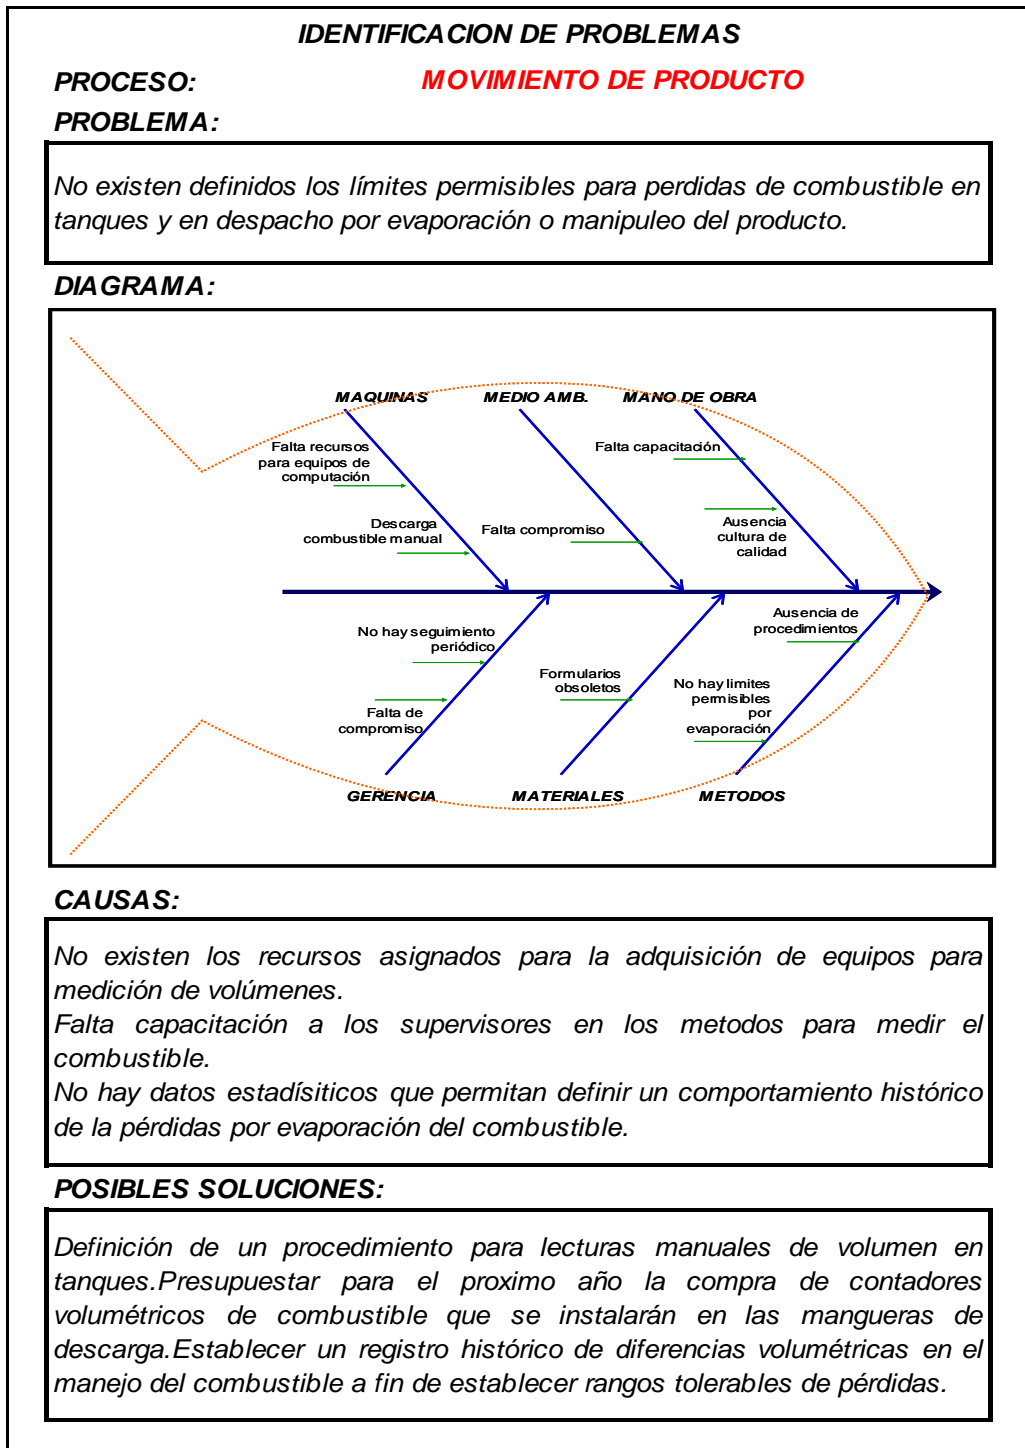 IDENTIFICACION DE PROBLEMAS
PROCESO: MOVIMIENTO DE PRODUCTO
PROBLEMA:
No existen definidos los límites permisibles para perdidas de combustible en
tanques y en despacho por evaporación o manipuleo del producto.
DIAGRAMA:
MAQUINAS MEDIO AMB. MANO DE OBRA
Falta recursos
para equipos de
computación
Descarga
combustible manual
Falta compromiso
Falta capacitación
Ausencia
cultura de
calidad
No hay seguimiento
periódico
Falta de
compromiso
Formularios
obsoletos
Ausencia de
procedimientos
No hay limites
permisibles
por
evaporación
GERENCIA MATERIALES METODOS
CAUSAS:
No existen los recursos asignados para la adquisición de equipos para
medición de volúmenes.
Falta capacitación a los supervisores en los metodos para medir el
combustible.
No hay datos estadísiticos que permitan definir un comportamiento histórico
de la pérdidas por evaporación del combustible.
POSIBLES SOLUCIONES:
Definición de un procedimiento para lecturas manuales de volumen en
tanques.Presupuestar para el proximo año la compra de contadores
volumétricos de combustible que se instalarán en las mangueras de
descarga.Establecer un registro histórico de diferencias volumétricas en el
manejo del combustible a fin de establecer rangos tolerables de pérdidas.